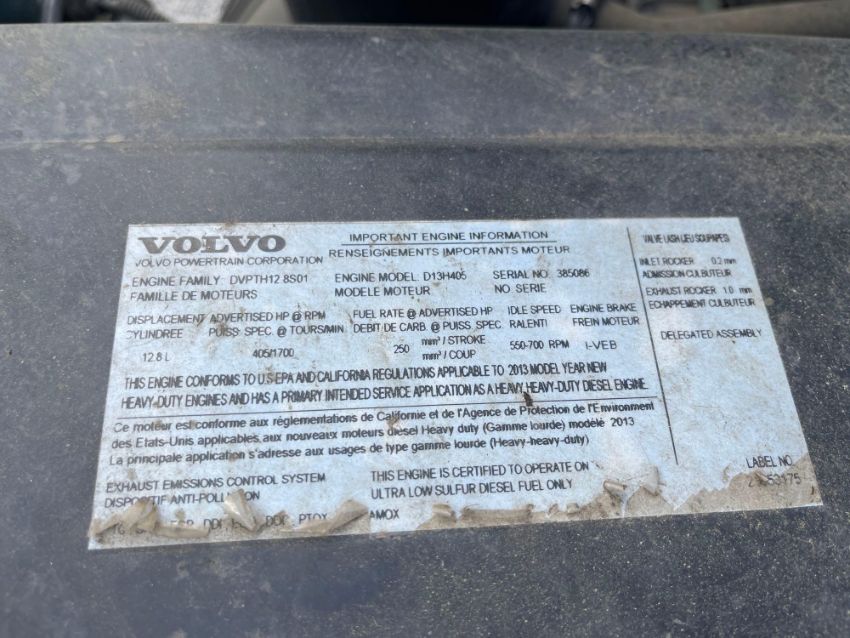 VOLVO
VOLVO POWERTRAIN CORPORATION
IMPORTANT ENGINE INFORMATION
RENSEIGNEMENTS IMPORTANTS MOTEUR
ENGINE FAMILY: DVPTH12.8S01
FAMILLE DE MOTEURS
ENGINE MODEL: D13H405
MODELE MOTEUR
SERIAL NO. 385086
NO SERIE
DISPLACEMENT
CYLINDREE
12.8 L
ADVERTISED HP @ RPM
PUISS. SPEC. @ TOURS/MIN.
405/1700
FUEL RATE @ ADVERTISED HP
DEBIT DE CARB. @ PUISS. SPEC.
250 mm³ / STROKE
mm³ / COUP
IDLE SPEED
RALENTI
550-700 RPM
ENGINE BRAKE
FREIN MOTEUR
I-VEB
THIS ENGINE CONFORMS TO U.S EPA AND CALIFORNIA REGULATIONS APPLICABLE TO 2013 MODEL YEAR NEW
HEAVY-DUTY ENGINES AND HAS A PRIMARY INTENDED SERVICE APPLICATION AS A HEAVY, HEAVY-DUTY DIESEL ENGINE.
Ce moteur est conforme aux réglementations de Californie et de l'Agence de Protection de l'Environment
des Etats-Unis applicables aux nouveaux moteurs diesel Heavy duty (Gamme lourde) modèle 2013
La principale application s'adresse aux usages de type gamme lourde (Heavy-heavy-duty)
EXHAUST EMISSIONS CONTROL SYSTEM
DISPOSITIF ANTI-POLLUTION
DDI, PTOX
AMOX
THIS ENGINE IS CERTIFIED TO OPERATE ON
ULTRA LOW SULFUR DIESEL FUEL ONLY
VALVE LASH (JEU SOUPAPES)
INLET ROCKER 0.2 mm
ADMISSION CULBUTEUR
EXHAUST ROCKER 1.0 mm
ECHAPPEMENT CULBUTEUR
DELEGATED ASSEMBLY
LABEL NO.